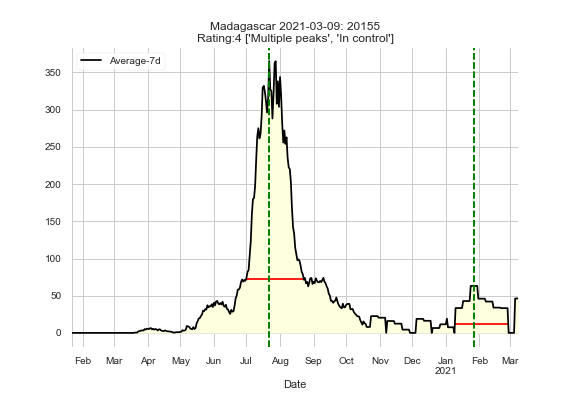 Madagascar 2021-03-09: 20155
Rating:4 ['Multiple peaks', 'In control']
Average-7d
350
300
250
200
150
100
50
0
Feb Mar Apr May Jun Jul Aug Sep Oct Nov Dec Jan Feb Mar
2021
Date